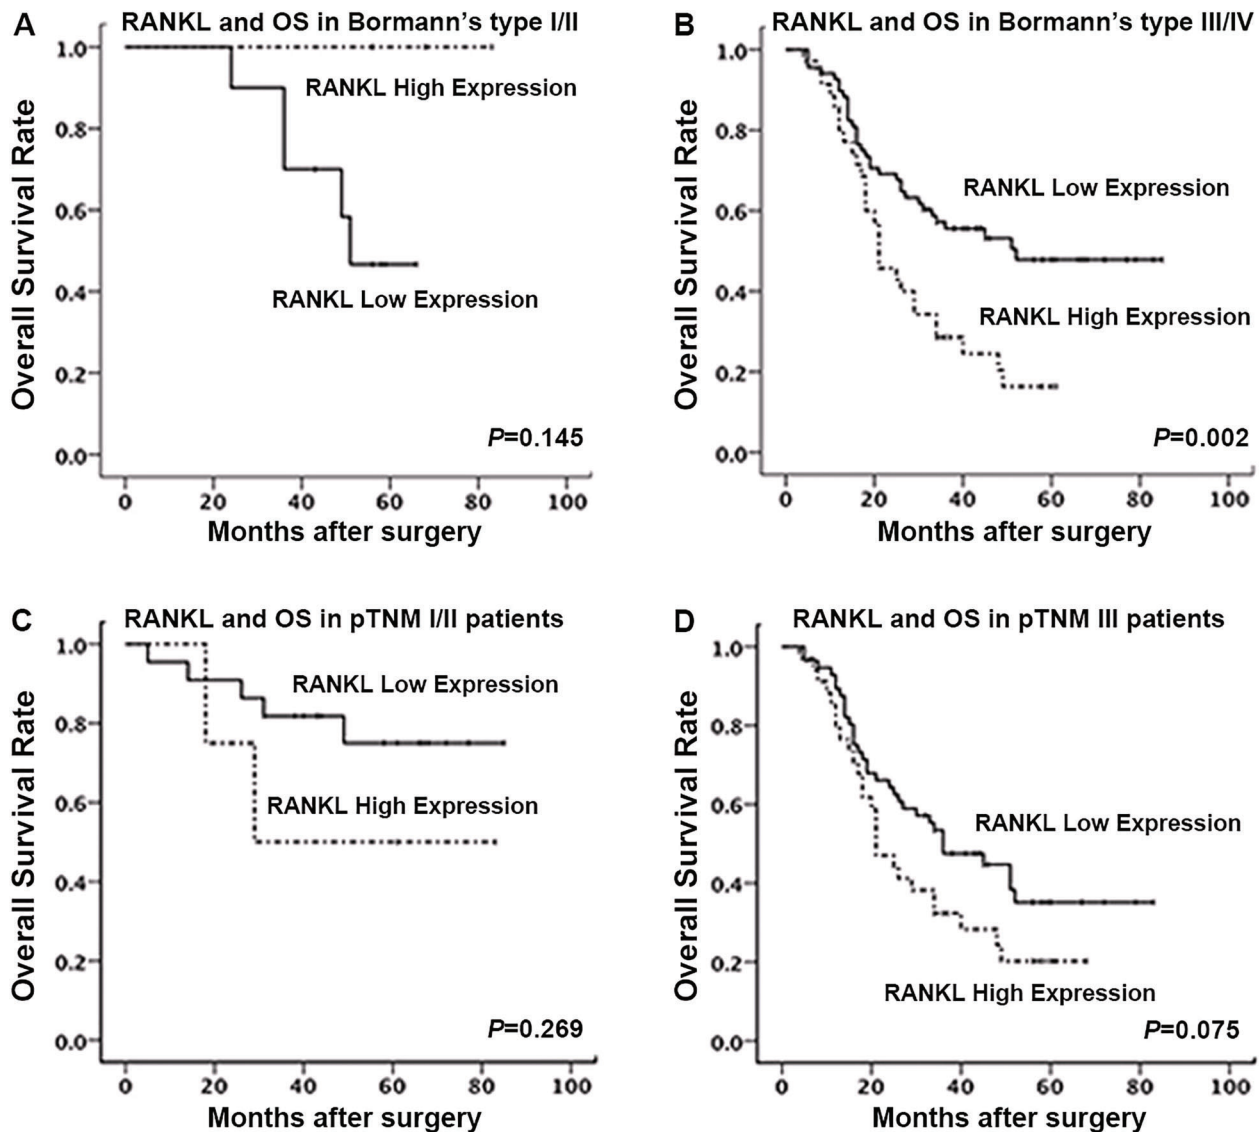 A
RANKL and OS in Bormann's type I/II
1.0
0.8
0.6
0.4
0.2
0.0
Overall Survival Rate
RANKL High Expression
RANKL Low Expression
P=0.145
0 20 40 60 80 100
Months after surgery
B
RANKL and OS in Bormann's type III/IV
1.0
0.8
0.6
0.4
0.2
0.0
Overall Survival Rate
RANKL Low Expression
RANKL High Expression
P=0.002
0 20 40 60 80 100
Months after surgery
C
RANKL and OS in pTNM I/II patients
1.0
0.8
0.6
0.4
0.2
0.0
Overall Survival Rate
RANKL Low Expression
RANKL High Expression
P=0.269
0 20 40 60 80 100
Months after surgery
D
RANKL and OS in pTNM III patients
1.0
0.8
0.6
0.4
0.2
0.0
Overall Survival Rate
RANKL Low Expression
RANKL High Expression
P=0.075
0 20 40 60 80 100
Months after surgery